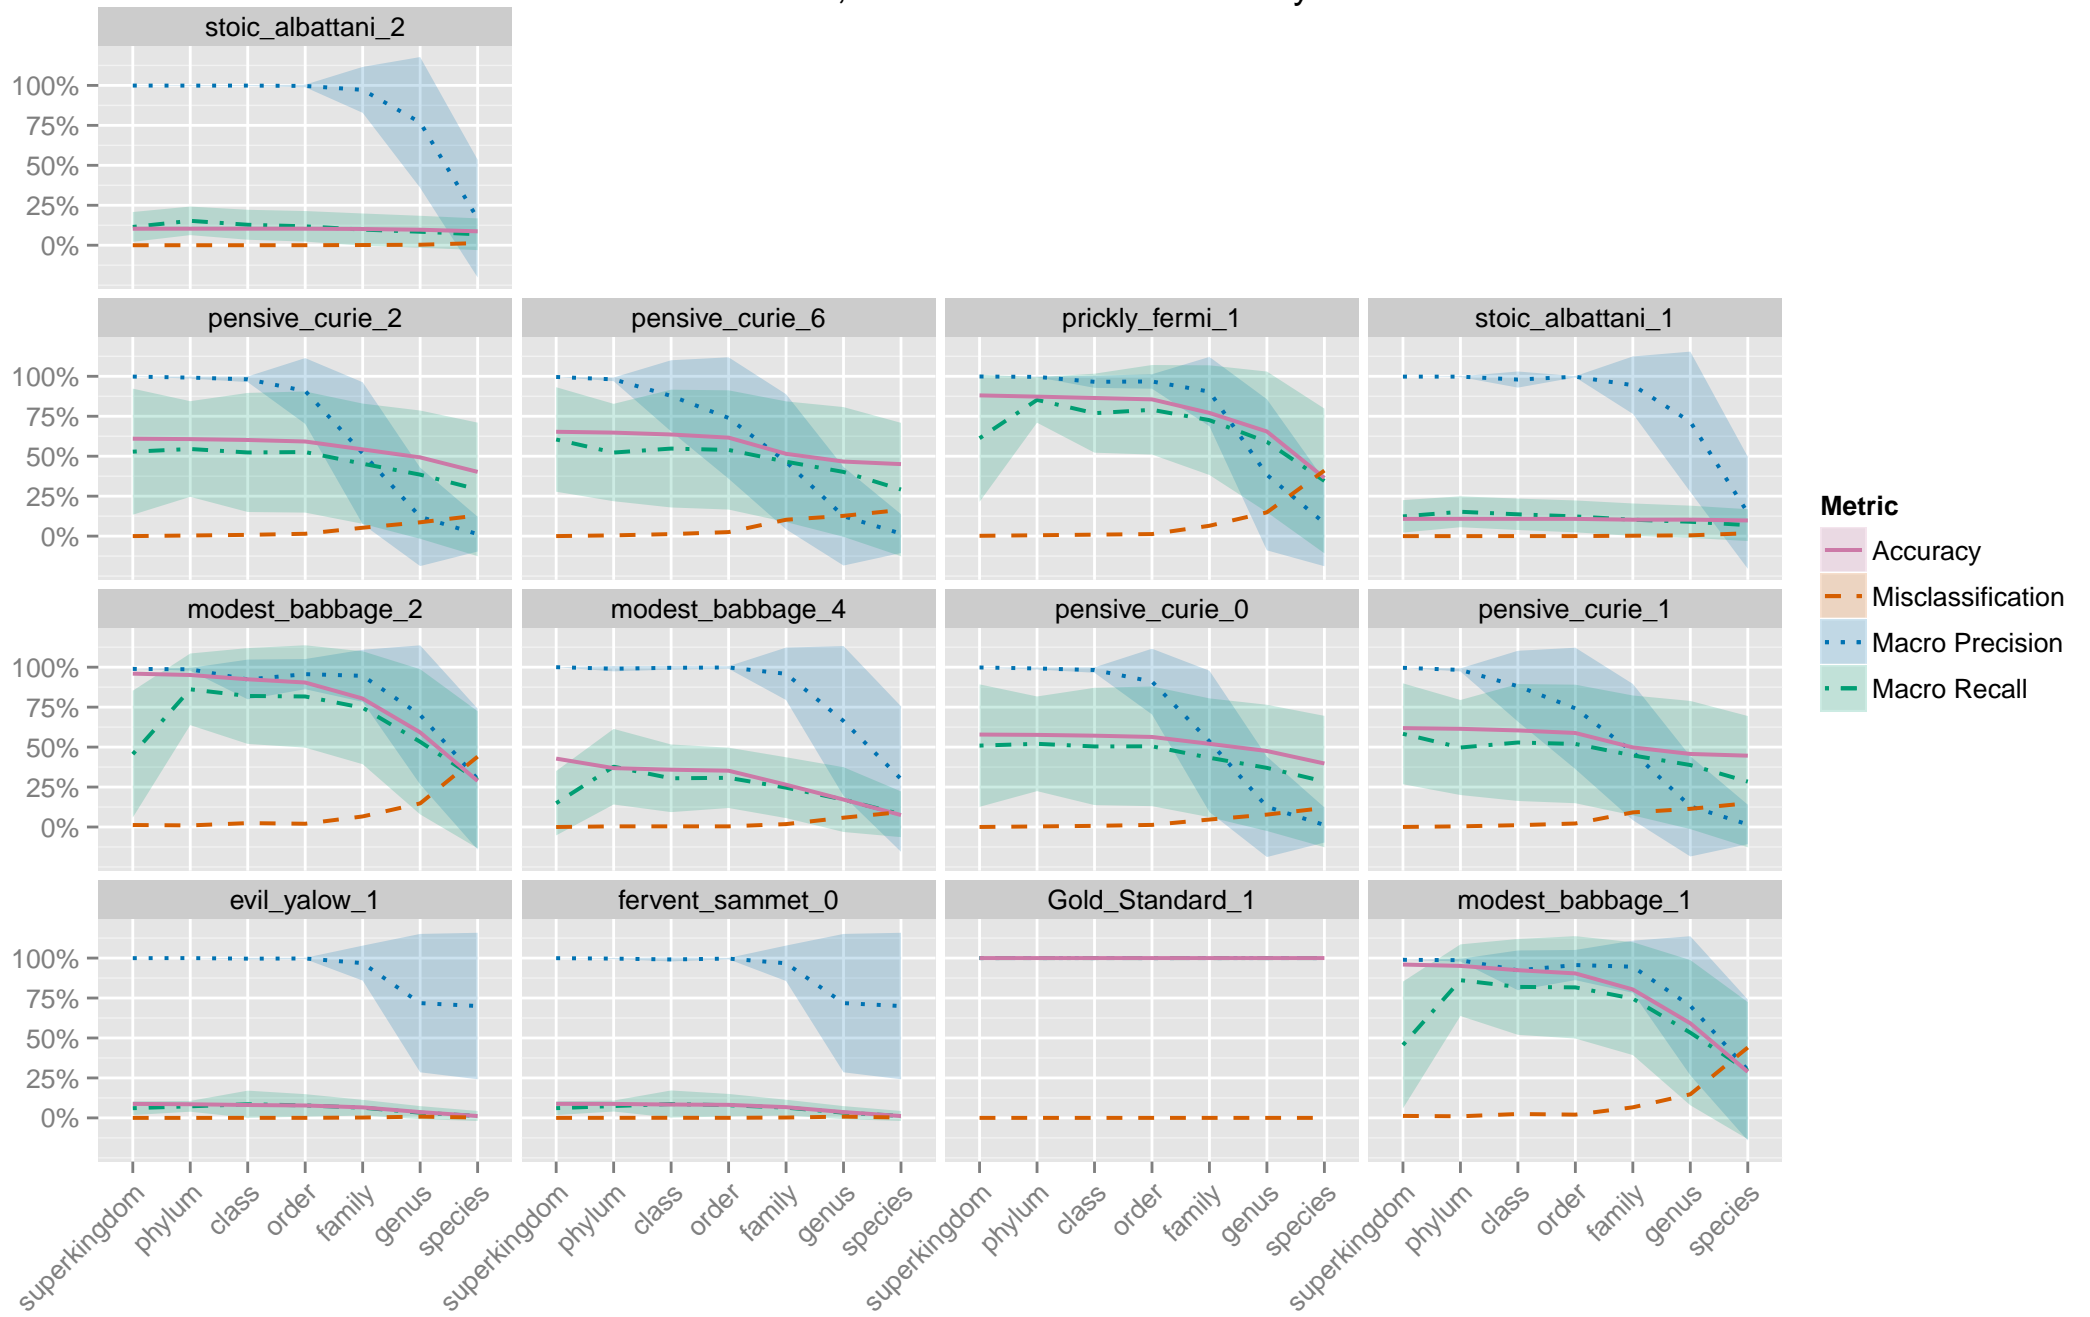 stoic_albattani_2
100%
75%
50%
25%
0%
pensive_curie_2 pensive_curie_6 prickly_fermi_1 stoic_albattani_1
100%
75%
50%
25%
0%
modest_babbage_2 modest_babbage_4 pensive_curie_0 pensive_curie_1
100%
75%
50%
25%
0%
evil_yalow_1 fervent_sammet_0 Gold_Standard_1 modest_babbage_1
100%
75%
50%
25%
0%
superkingdom phylum class order family genus species superkingdom phylum class order family genus species superkingdom phylum class order family genus species superkingdom phylum class order family genus species
Metric
Accuracy
Misclassification
Macro Precision
Macro Recall